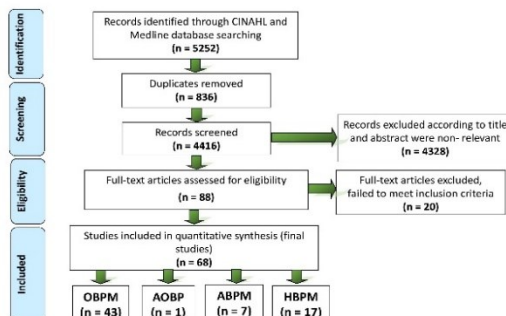 Identification
Records identified through CINAHL and
Medline database searching
(n = 5252)
Duplicates removed
(n = 836)
Screening
Records screened
(n = 4416)
Records excluded according to title
and abstract were non- relevant
(n = 4328)
Eligibility
Full-text articles assessed for eligibility
(n = 88)
Full-text articles excluded,
failed to meet inclusion criteria
(n = 20)
Included
Studies included in quantitative synthesis (final
studies)
(n = 68)
OBPM
(n = 43)
AOBP
(n = 1)
ABPM
(n = 7)
HBPM
(n = 17)